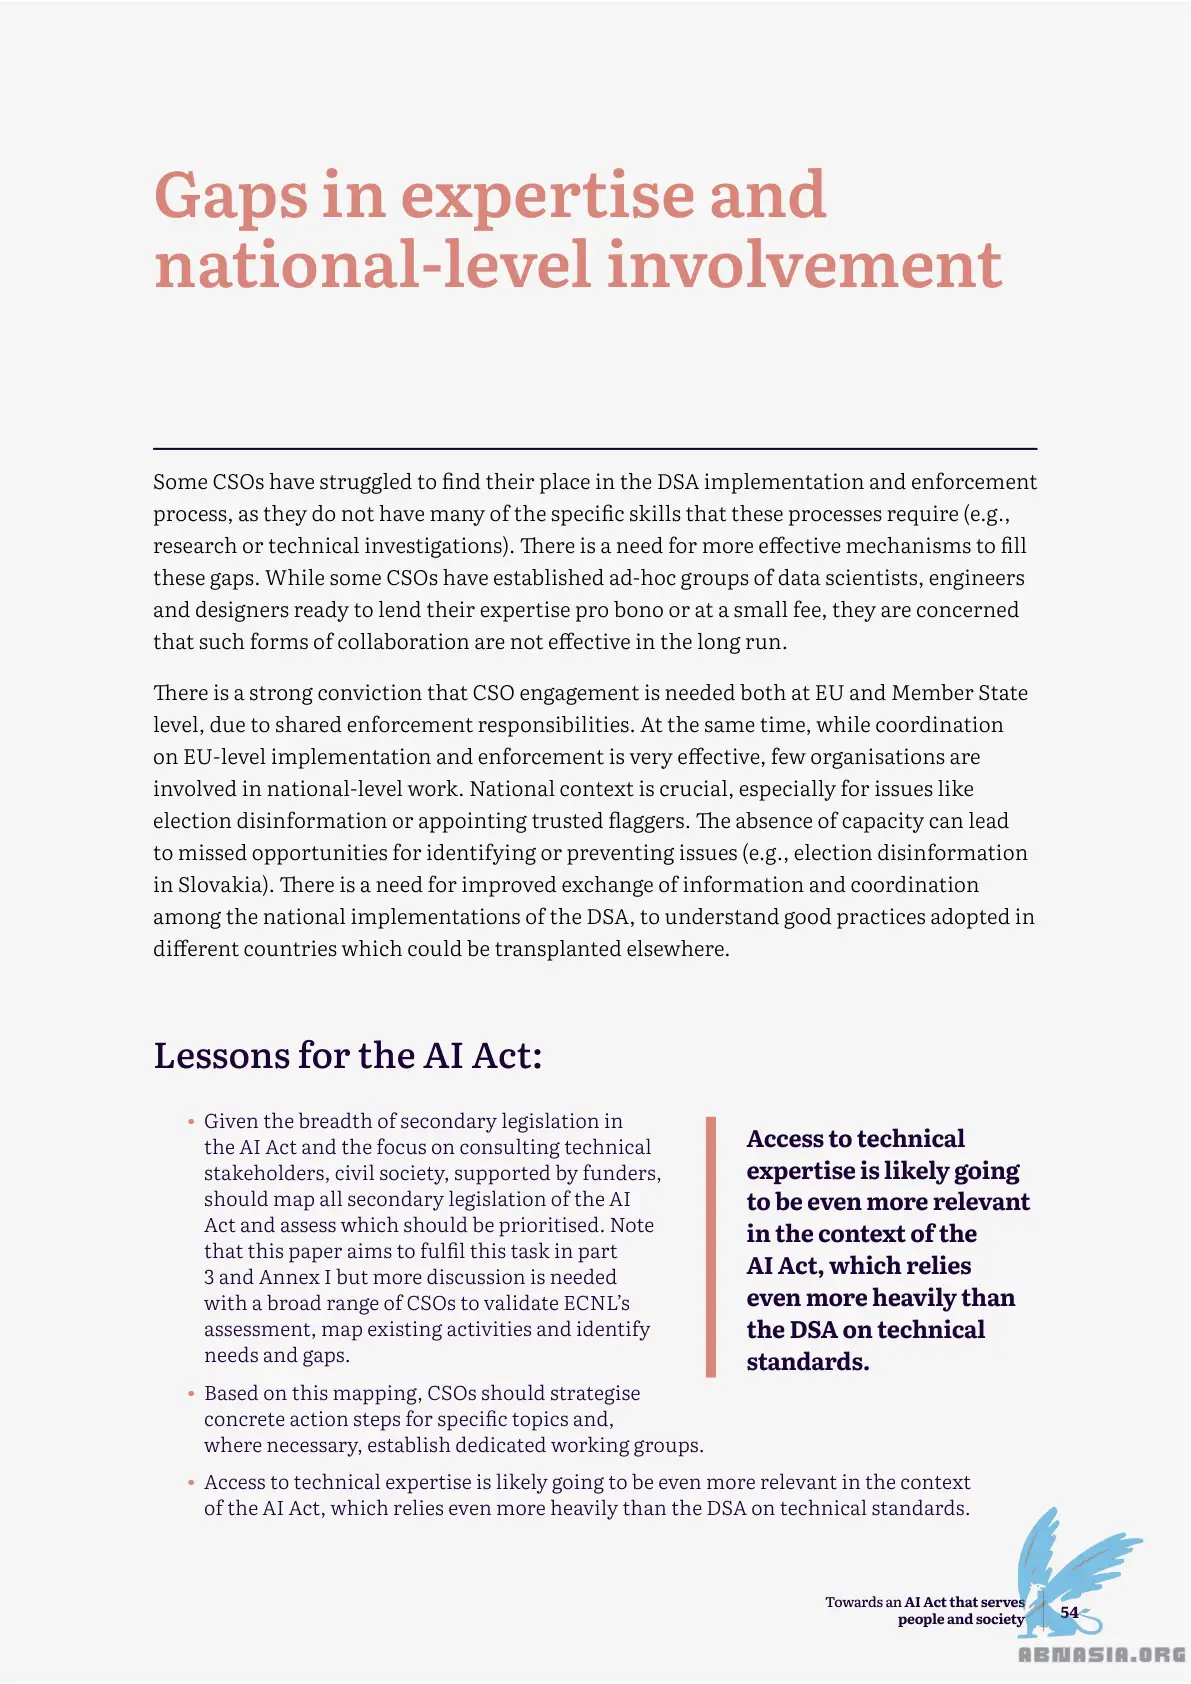 Gaps in expertise and
national-level involvement
Some CSOs have struggled to find their place in the DSA implementation and enforcement
process, as they do not have many of the specific skills that these processes require (e.g.,
research or technical investigations). There is a need for more effective mechanisms to fill
these gaps. While some CSOs have established ad-hoc groups of data scientists, engineers
and designers ready to lend their expertise pro bono or at a small fee, they are concerned
that such forms of collaboration are not effective in the long run.
There is a strong conviction that CSO engagement is needed both at EU and Member State
level, due to shared enforcement responsibilities. At the same time, while coordination
on EU-level implementation and enforcement is very effective, few organisations are
involved in national-level work. National context is crucial, especially for issues like
election disinformation or appointing trusted flaggers. The absence of capacity can lead
to missed opportunities for identifying or preventing issues (e.g., election disinformation
in Slovakia). There is a need for improved exchange of information and coordination
among the national implementations of the DSA, to understand good practices adopted in
different countries which could be transplanted elsewhere.
Lessons for the AI Act:
• Given the breadth of secondary legislation in
the AI Act and the focus on consulting technical
stakeholders, civil society, supported by funders,
should map all secondary legislation of the AI
Act and assess which should be prioritised. Note
that this paper aims to fulfil this task in part
3 and Annex I but more discussion is needed
with a broad range of CSOs to validate ECNL’s
assessment, map existing activities and identify
needs and gaps.
• Based on this mapping, CSOs should strategise
concrete action steps for specific topics and,
where necessary, establish dedicated working groups.
• Access to technical expertise is likely going to be even more relevant in the context
of the AI Act, which relies even more heavily than the DSA on technical standards.
Access to technical
expertise is likely going
to be even more relevant
in the context of the
AI Act, which relies
even more heavily than
the DSA on technical
standards.
Towards an AI Act that serves
people and society
54
ABNASIA.ORG